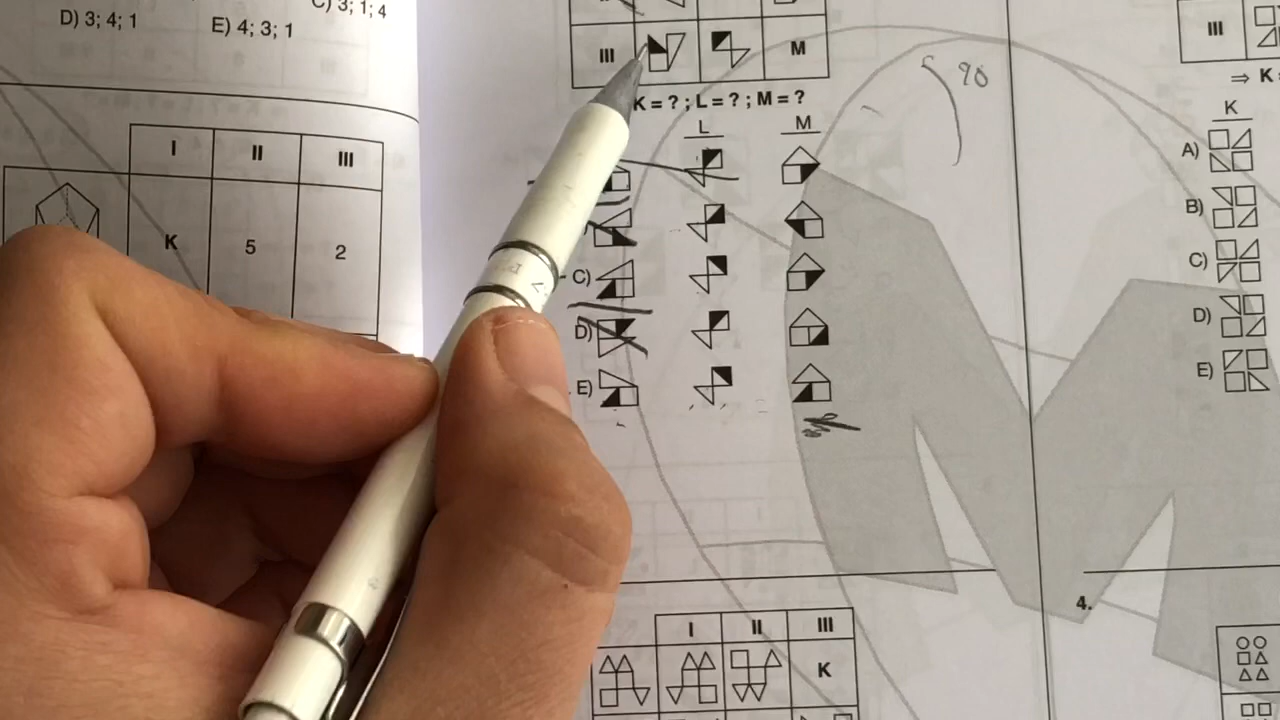 D) 3; 4; 1
E) 4; 3; 1
C) 3; 1; 4
III
M
III
K = ? ; L = ? ; M = ?
L
M
C)
D)
E)
90
⇒ K
K
A)
B)
C)
D)
E)
I
II
III
K
5
2
I
II
III
K
4.